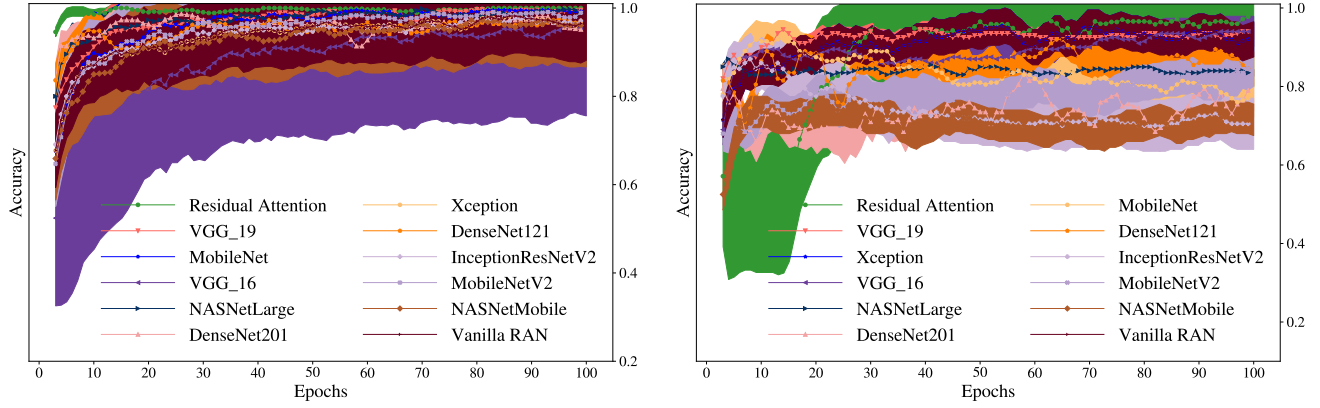 1.0
0.8
0.6
0.4
0.2
Accuracy
Residual Attention
VGG_19
MobileNet
VGG_16
NASNetLarge
DenseNet201
Xception
DenseNet121
InceptionResNetV2
MobileNetV2
NASNetMobile
Vanilla RAN
0 10 20 30 40 50 60 70 80 90 100
Epochs
1.0
0.8
0.6
0.4
0.2
Accuracy
Residual Attention
VGG_19
Xception
VGG_16
NASNetLarge
DenseNet201
MobileNet
DenseNet121
InceptionResNetV2
MobileNetV2
NASNetMobile
Vanilla RAN
0 10 20 30 40 50 60 70 80 90 100
Epochs